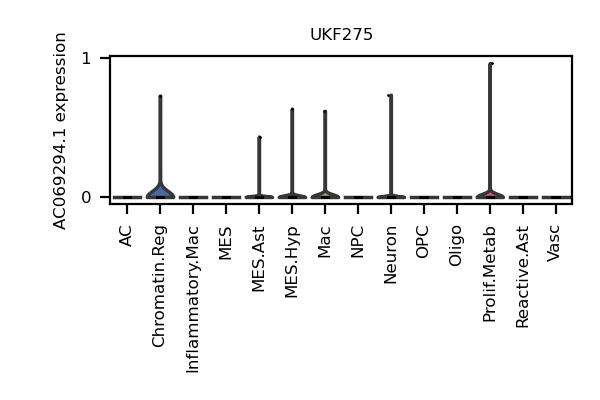 UKF275
AC069294.1 expression
1
0
AC
Chromatin.Reg
Inflammatory.Mac
MES
MES.Ast
MES.Hyp
Mac
NPC
Neuron
OPC
Oligo
Prolif.Metab
Reactive.Ast
Vasc